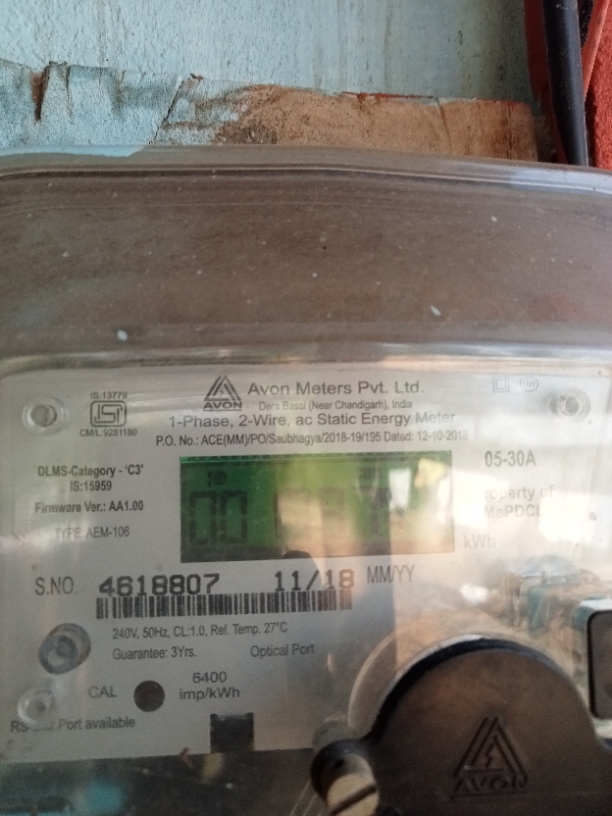 IS:13779
ISI
CM/L 9281180
AVON
Avon Meters Pvt. Ltd.
Dera Bassi (Near Chandigarh), India
1-Phase, 2-Wire, ac Static Energy Meter
P.O. No.: ACE(MM)/PO/Saubhagya/2018-19/195 Dated: 12-10-2018
DLMS-Category - 'C3'
IS:15959
Firmware Ver.: AA1.00
TYPE AEM-106
05-30A
Property of
MePDCL
kWh
S.NO. 4618807 11/18 MM/YY
240V, 50Hz, CL:1.0, Ref. Temp. 27°C
Guarantee: 3Yrs. Optical Port
CAL
6400
imp/kWh
Port available
AVON